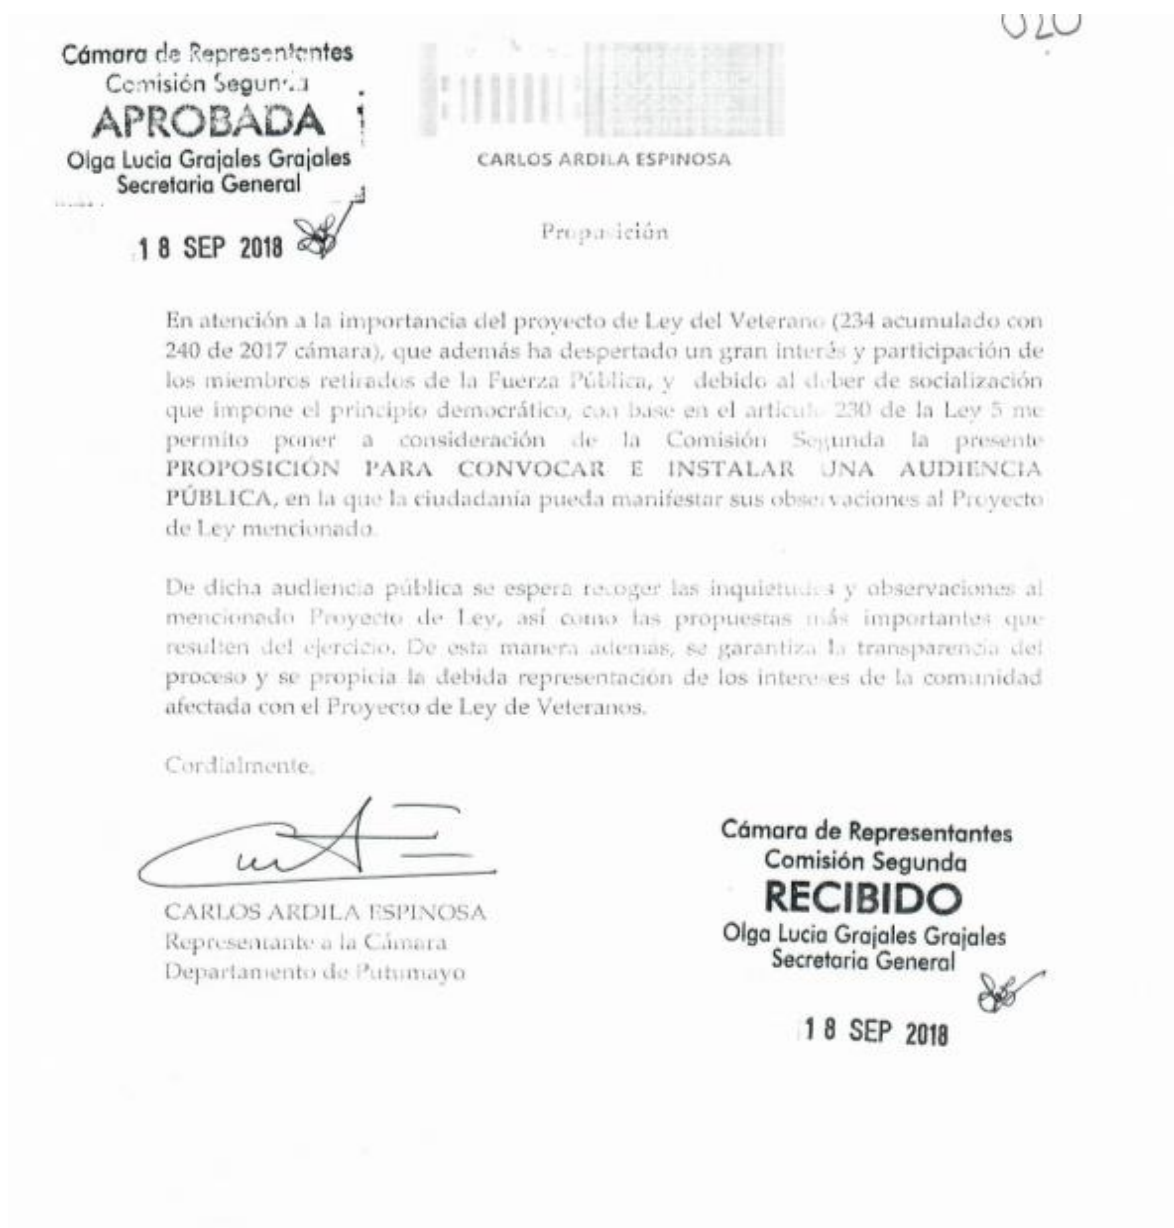 020
Cámara de Representantes
Comisión Segunda
APROBADA
Olga Lucia Grajales Grajales
Secretaria General
18 SEP 2018
CARLOS ARDILA ESPINOSA
Proposición
En atención a la importancia del proyecto de Ley del Veterano (234 acumulado con
240 de 2017 cámara), que además ha despertado un gran interés y participación de
los miembros retirados de la Fuerza Pública, y debido al deber de socialización
que impone el principio democrático, con base en el articulo 230 de la Ley 5 me
permito poner a consideración de la Comisión Segunda la presente
PROPOSICIÓN PARA CONVOCAR E INSTALAR UNA AUDIENCIA
PÚBLICA, en la que la ciudadanía pueda manifestar sus observaciones al Proyecto
de Ley mencionado.
De dicha audiencia pública se espera recoger las inquietudes y observaciones al
mencionado Proyecto de Ley, así como las propuestas más importantes que
resulten del ejercicio. De esta manera además, se garantiza la transparencia del
proceso y se propicia la debida representación de los intereses de la comunidad
afectada con el Proyecto de Ley de Veteranos.
Cordialmente,
CARLOS ARDILA ESPINOSA
Representante a la Cámara
Departamento de Putumayo
Cámara de Representantes
Comisión Segunda
RECIBIDO
Olga Lucia Grajales Grajales
Secretaria General
18 SEP 2018